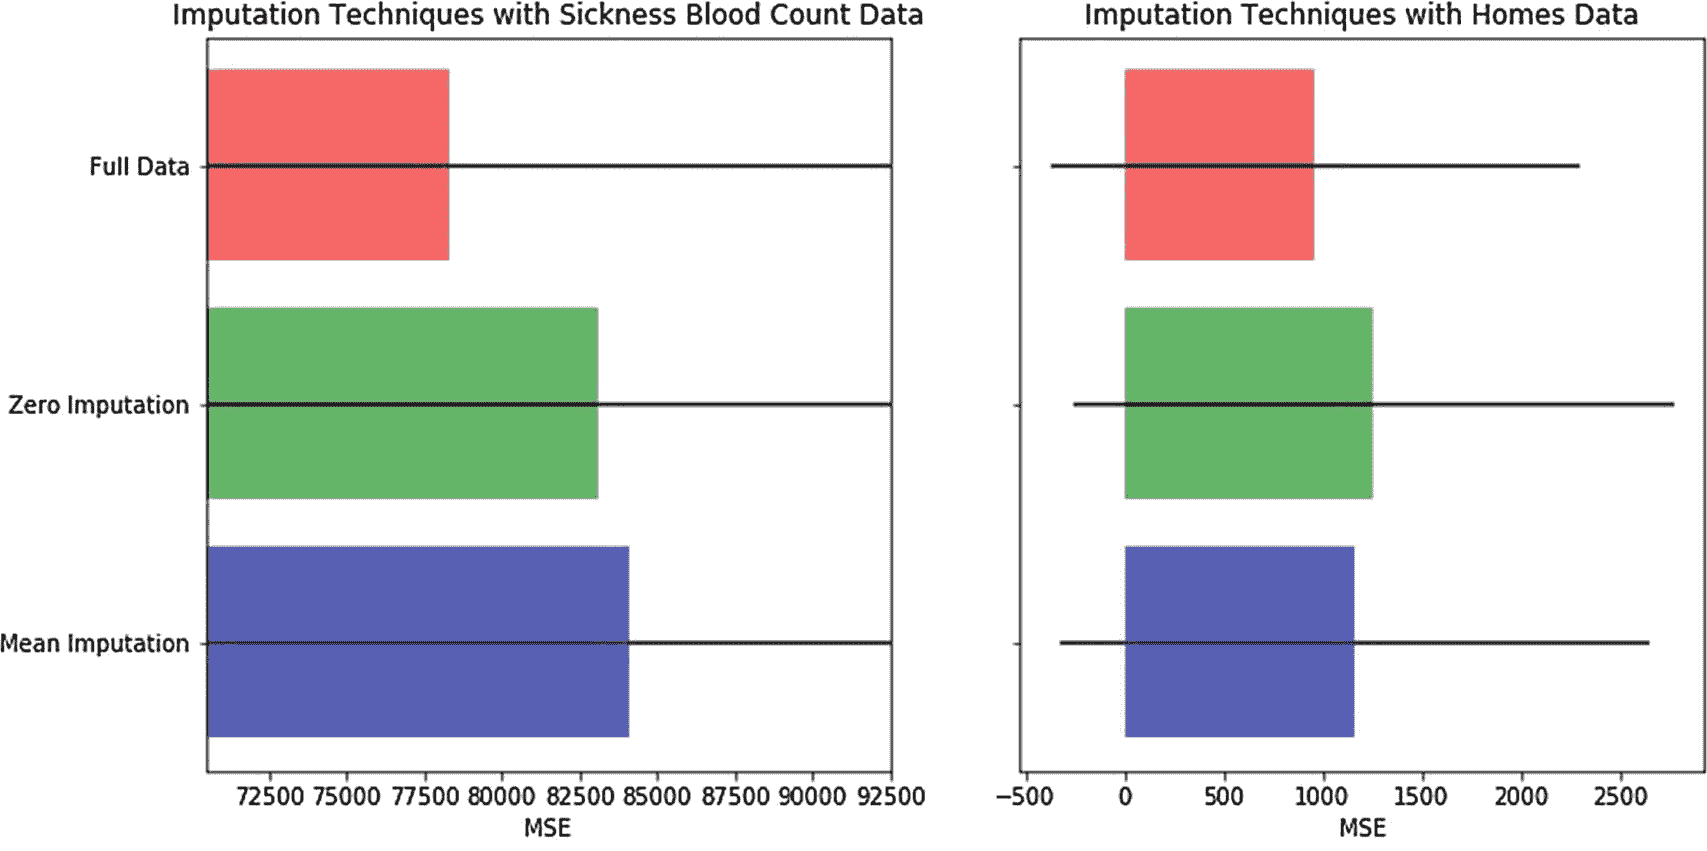 Imputation Techniques with Sickness Blood Count Data
Full Data
Zero Imputation
Mean Imputation
72500 75000 77500 80000 82500 85000 87500 90000 92500
MSE
Imputation Techniques with Homes Data
−500 0 500 1000 1500 2000 2500
MSE